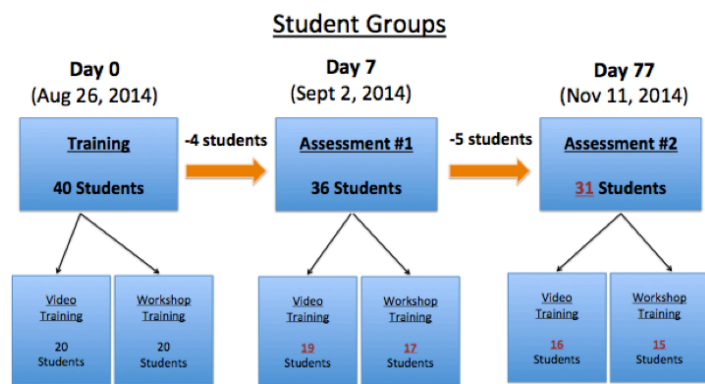 Student Groups
Day 0
(Aug 26, 2014)
Day 7
(Sept 2, 2014)
Day 77
(Nov 11, 2014)
Training
40 Students
-4 students
Assessment #1
36 Students
-5 students
Assessment #2
31 Students
Video
Training
20
Students
Workshop
Training
20
Students
Video
Training
19
Students
Workshop
Training
17
Students
Video
Training
16
Students
Workshop
Training
15
Students